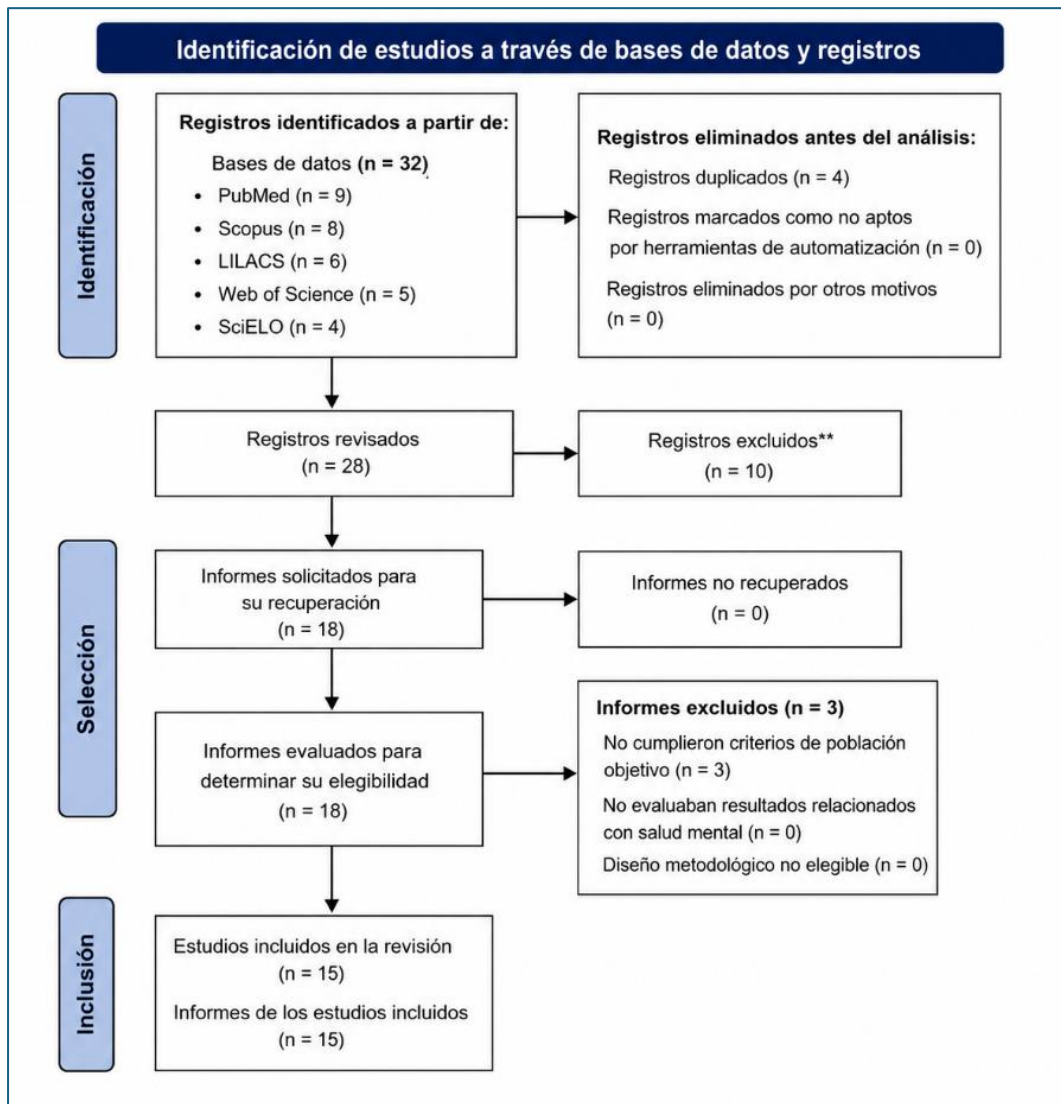 Identificación de estudios a través de bases de datos y registros
Identificación
Registros identificados a partir de:
Bases de datos (n = 32)
• PubMed (n = 9)
• Scopus (n = 8)
• LILACS (n = 6)
• Web of Science (n = 5)
• SciELO (n = 4)
Registros eliminados antes del análisis:
Registros duplicados (n = 4)
Registros marcados como no aptos
por herramientas de automatización (n = 0)
Registros eliminados por otros motivos
(n = 0)
Registros revisados
(n = 28)
Registros excluidos**
(n = 10)
Selección
Informes solicitados para
su recuperación
(n = 18)
Informes no recuperados
(n = 0)
Informes evaluados para
determinar su elegibilidad
(n = 18)
Informes excluidos (n = 3)
No cumplieron criterios de población
objetivo (n = 3)
No evaluaban resultados relacionados
con salud mental (n = 0)
Diseño metodológico no elegible (n = 0)
Inclusión
Estudios incluidos en la revisión
(n = 15)
Informes de los estudios incluidos
(n = 15)